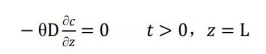 − θD ∂c/∂z = 0 t > 0, z = L